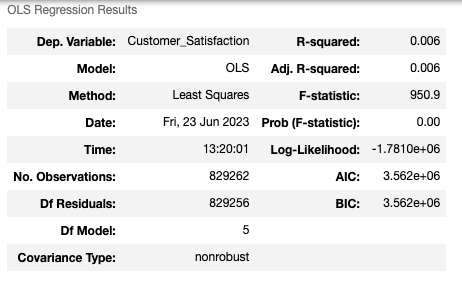 OLS Regression Results
Dep. Variable: Customer_Satisfaction R-squared: 0.006
Model: OLS Adj. R-squared: 0.006
Method: Least Squares F-statistic: 950.9
Date: Fri, 23 Jun 2023 Prob (F-statistic): 0.00
Time: 13:20:01 Log-Likelihood: -1.7810e+06
No. Observations: 829262 AIC: 3.562e+06
Df Residuals: 829256 BIC: 3.562e+06
Df Model: 5
Covariance Type: nonrobust